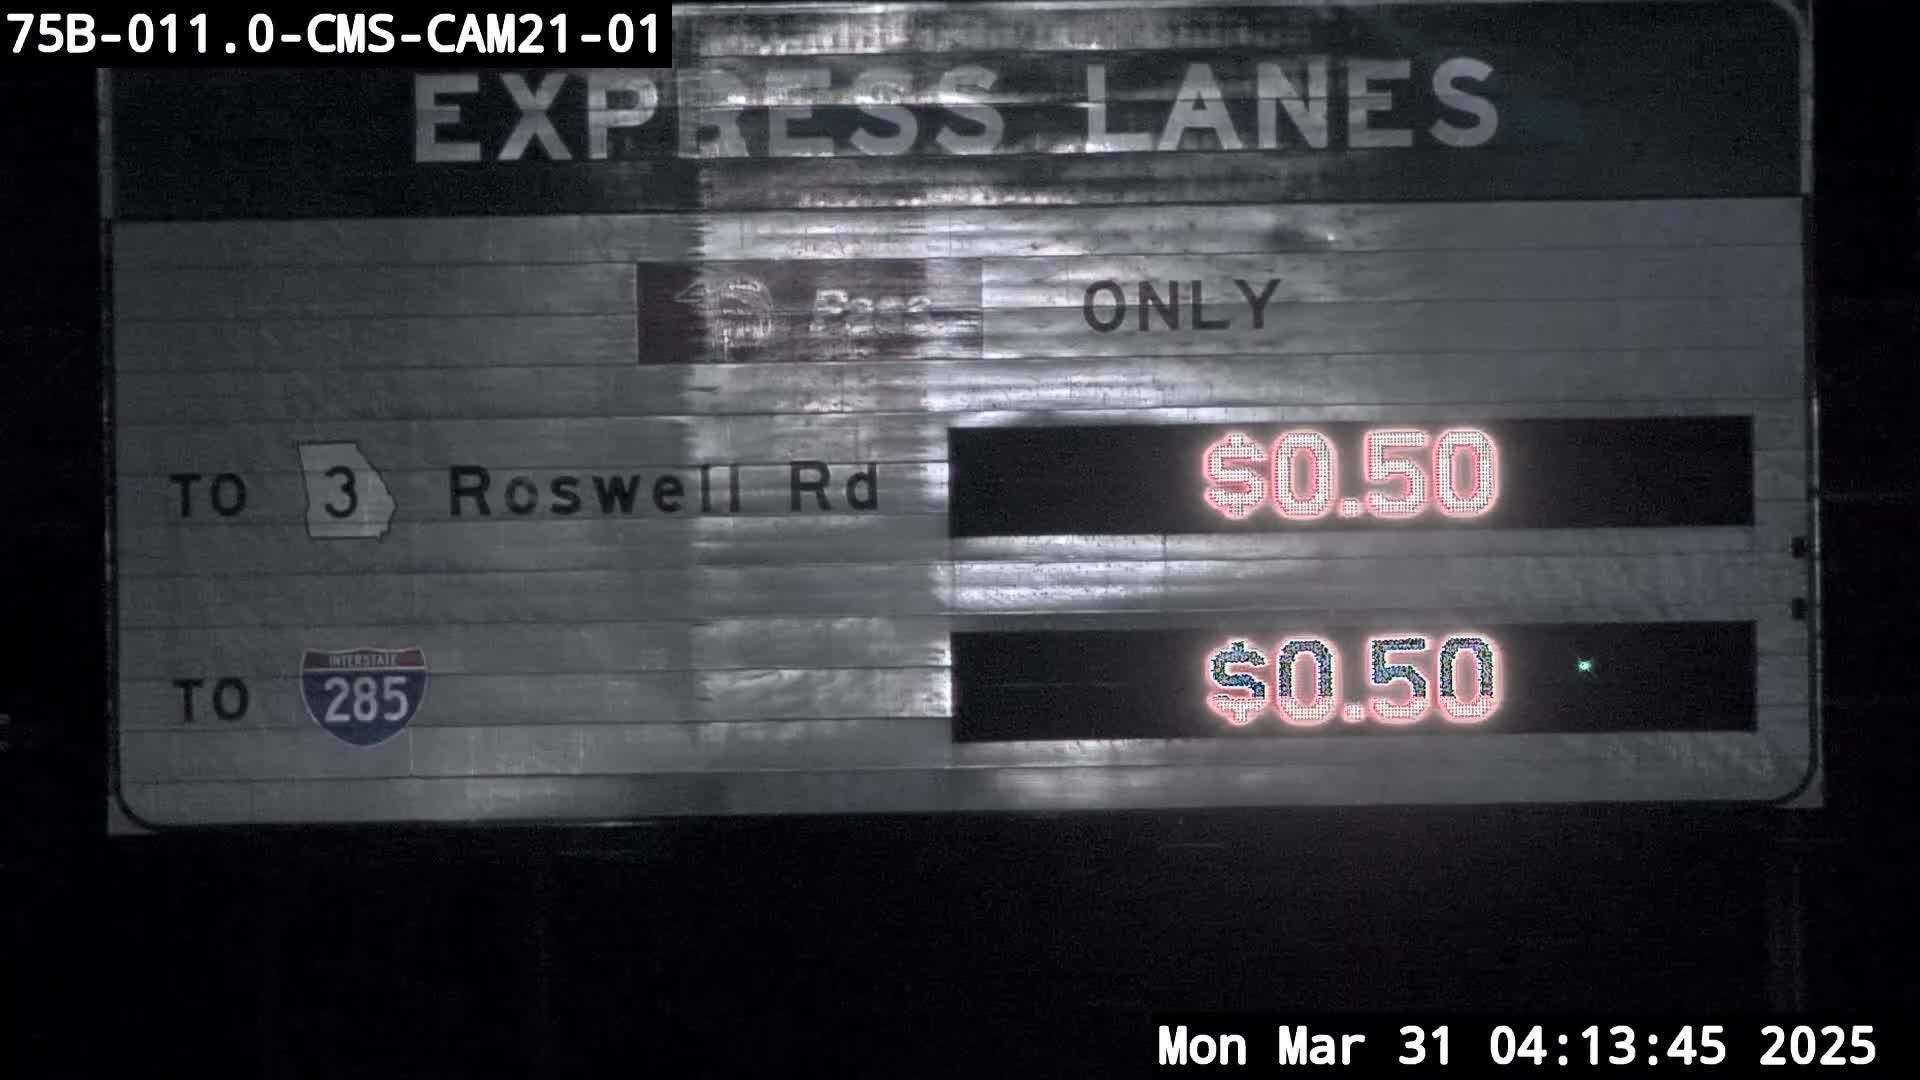 75B-011.0-CMS-CAM21-01
EXPRESS LANES
Pass ONLY
TO 3 Roswell Rd $0.50
TO INTERSTATE 285 $0.50
Mon Mar 31 04:13:45 2025